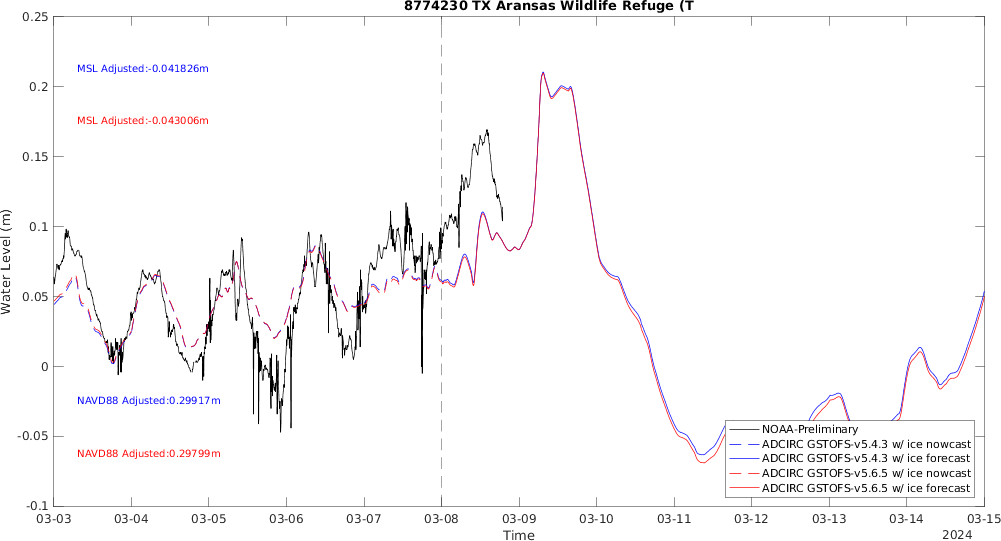 8774230 TX Aransas Wildlife Refuge (T
0.25
0.2
0.15
0.1
0.05
0
-0.05
-0.1
Water Level (m)
MSL Adjusted:-0.041826m
MSL Adjusted:-0.043006m
NAVD88 Adjusted:0.29917m
NAVD88 Adjusted:0.29799m
NOAA-Preliminary
ADCIRC GSTOFS-v5.4.3 w/ ice nowcast
ADCIRC GSTOFS-v5.4.3 w/ ice forecast
ADCIRC GSTOFS-v5.6.5 w/ ice nowcast
ADCIRC GSTOFS-v5.6.5 w/ ice forecast
03-03 03-04 03-05 03-06 03-07 03-08 03-09 03-10 03-11 03-12 03-13 03-14 03-15
Time
2024